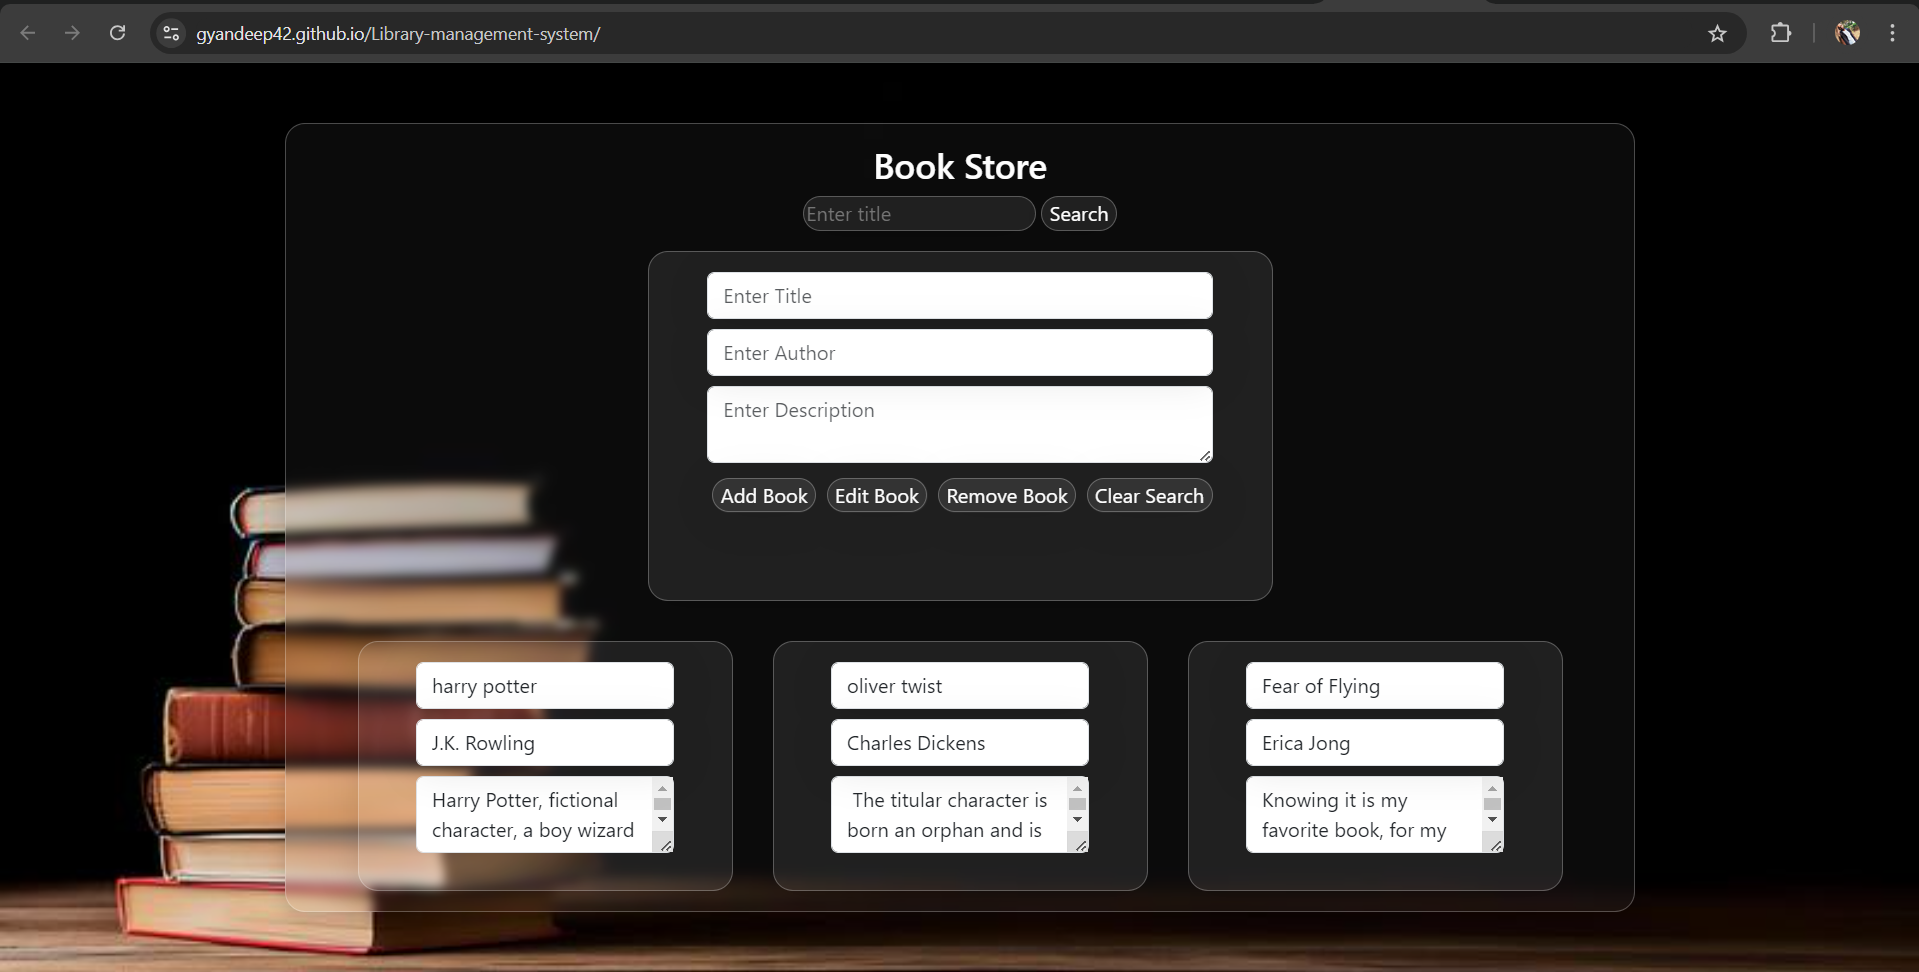 gyandeep42.github.io/Library-management-system/
Book Store
Enter title Search
Enter Title
Enter Author
Enter Description
Add Book Edit Book Remove Book Clear Search
harry potter
J.K. Rowling
Harry Potter, fictional
character, a boy wizard
oliver twist
Charles Dickens
The titular character is
born an orphan and is
Fear of Flying
Erica Jong
Knowing it is my
favorite book, for my